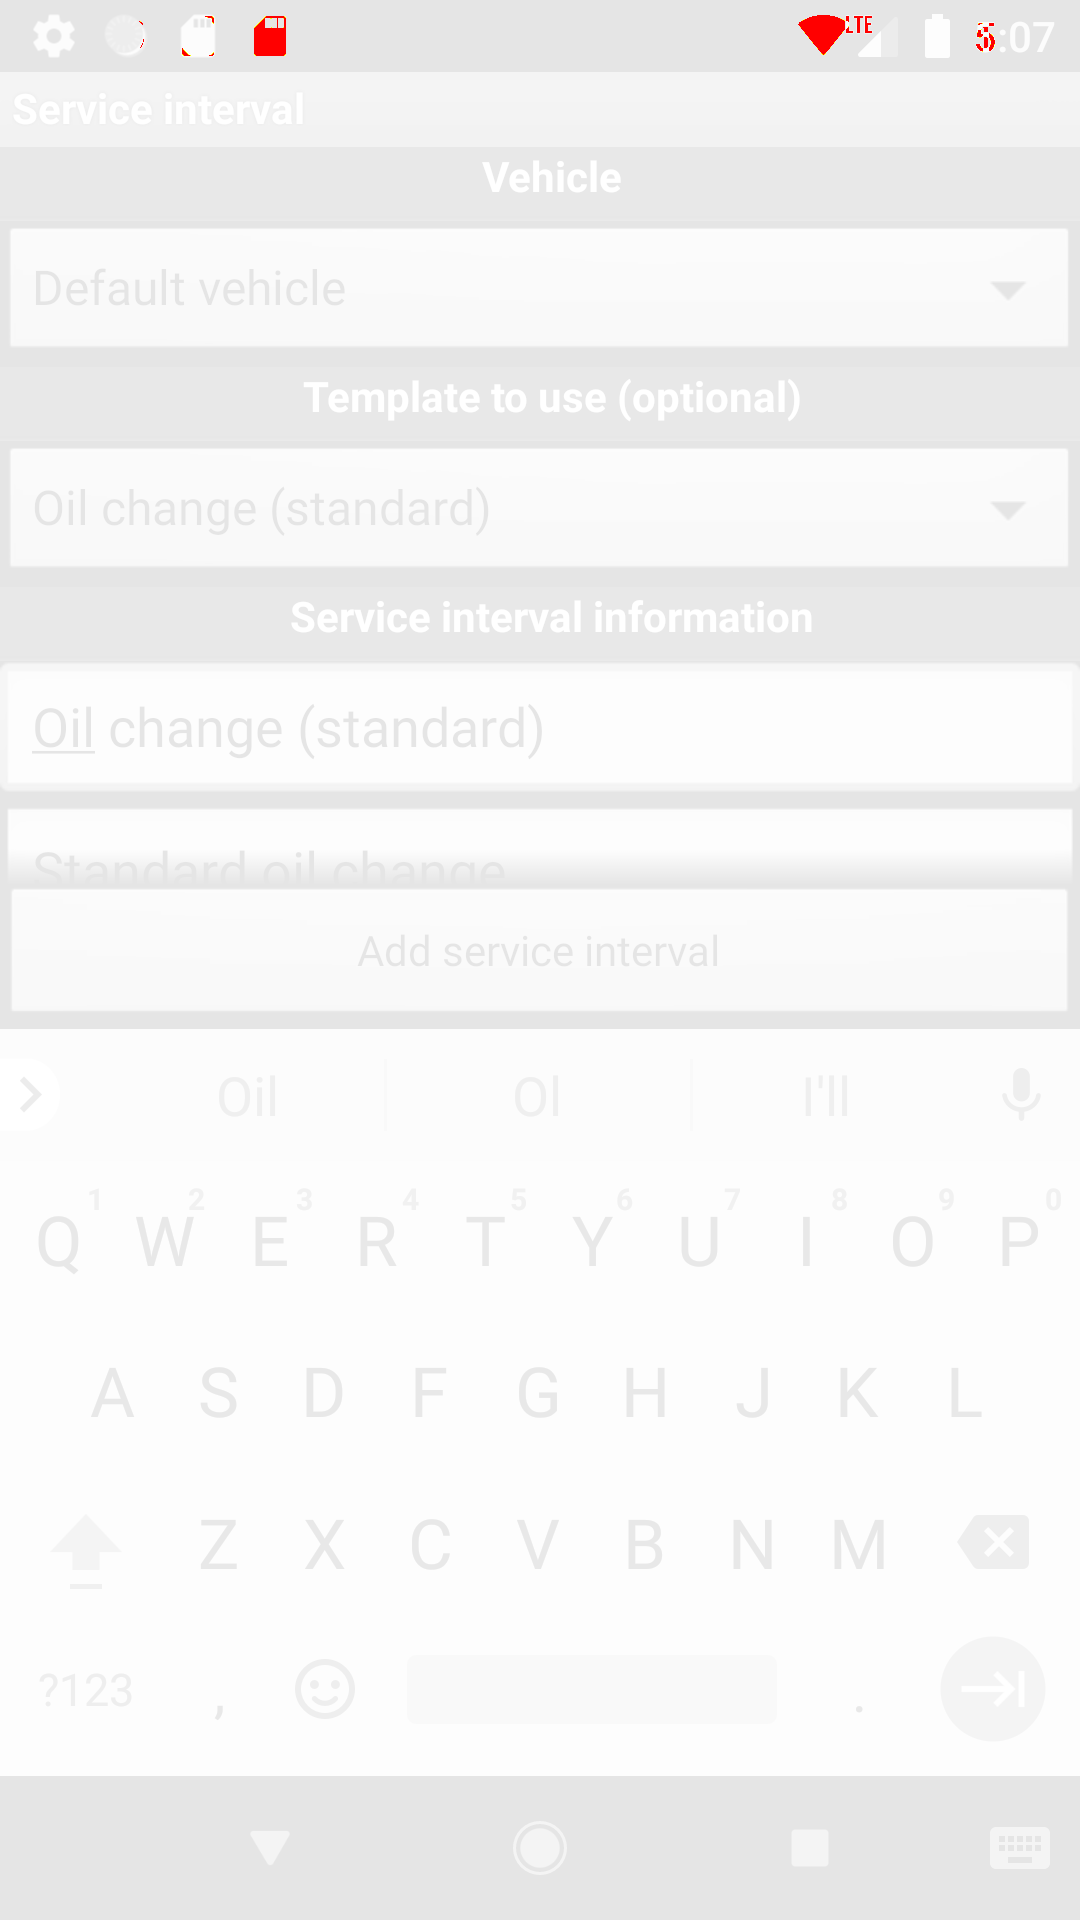 LTE :07
Service interval
Vehicle
Default vehicle
Template to use (optional)
Oil change (standard)
Service interval information
Oil change (standard)
Standard oil change
Add service interval
Oil Ol I'll
1 2 3 4 5 6 7 8 9 0
Q W E R T Y U I O P
A S D F G H J K L
Z X C V B N M
?123 , .